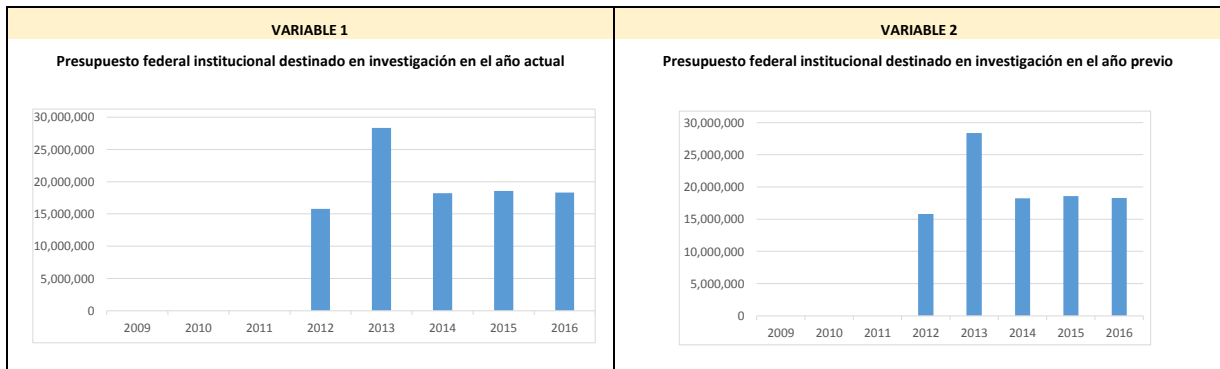 VARIABLE 1
Presupuesto federal institucional destinado en investigación en el año actual
30,000,000
25,000,000
20,000,000
15,000,000
10,000,000
5,000,000
0
2009 2010 2011 2012 2013 2014 2015 2016
VARIABLE 2
Presupuesto federal institucional destinado en investigación en el año previo
30,000,000
25,000,000
20,000,000
15,000,000
10,000,000
5,000,000
0
2009 2010 2011 2012 2013 2014 2015 2016